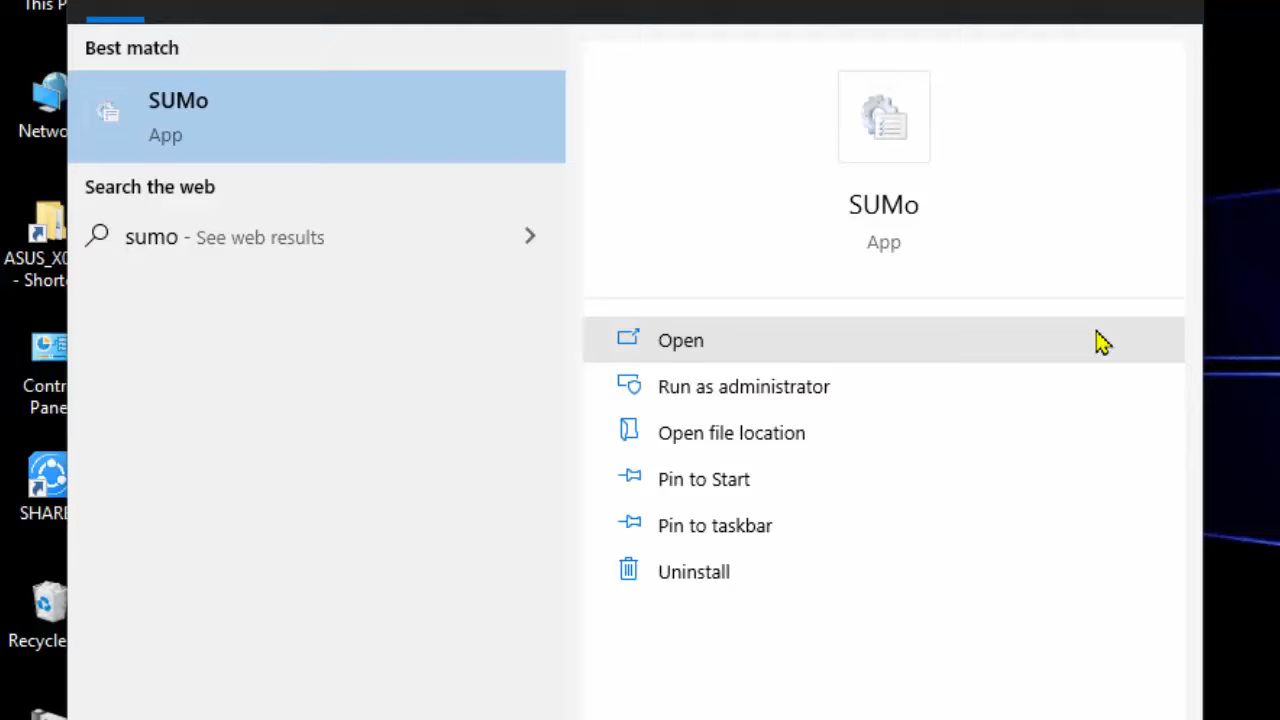 This P
Best match
SUMo
App
Search the web
sumo - See web results
Netwo
ASUS_X0
- Short
Contr
Pane
SHARE
Recycle
SUMo
App
Open
Run as administrator
Open file location
Pin to Start
Pin to taskbar
Uninstall